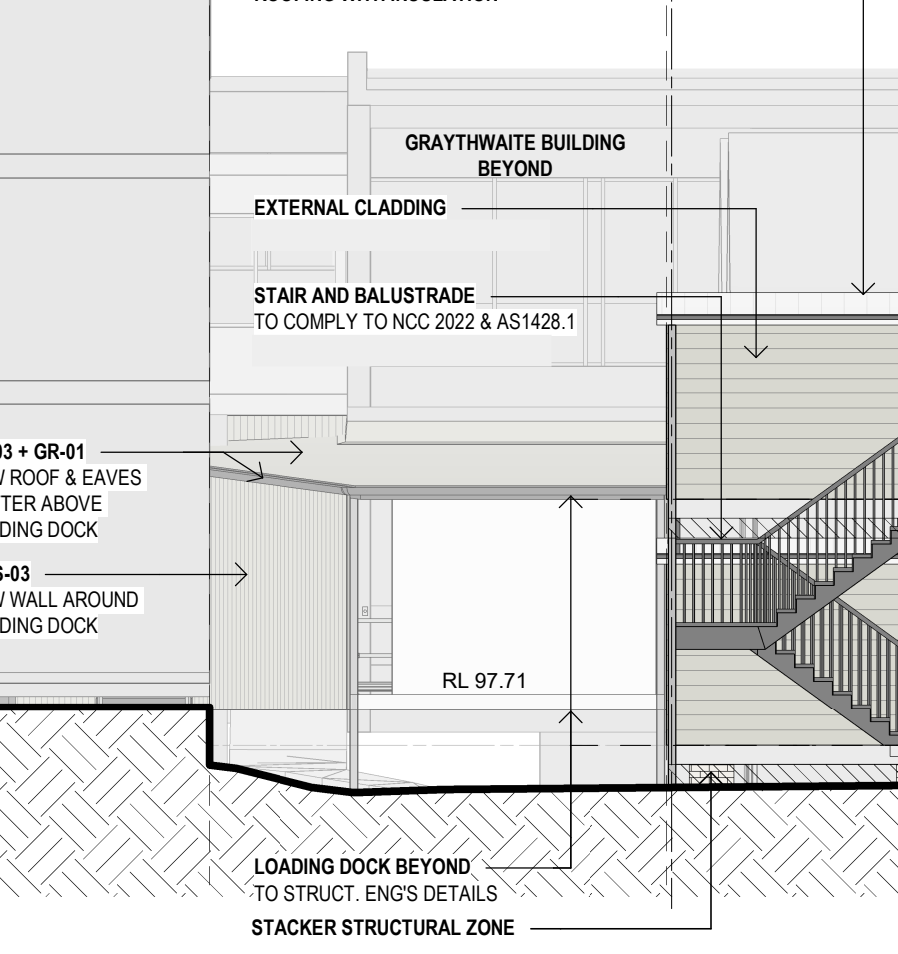 GRAYTHWAITE BUILDING
BEYOND
EXTERNAL CLADDING
STAIR AND BALUSTRADE
TO COMPLY TO NCC 2022 & AS1428.1
03 + GR-01
ROOF & EAVES
TER ABOVE
DING DOCK
S-03
WALL AROUND
DING DOCK
RL 97.71
LOADING DOCK BEYOND
TO STRUCT. ENG'S DETAILS
STACKER STRUCTURAL ZONE